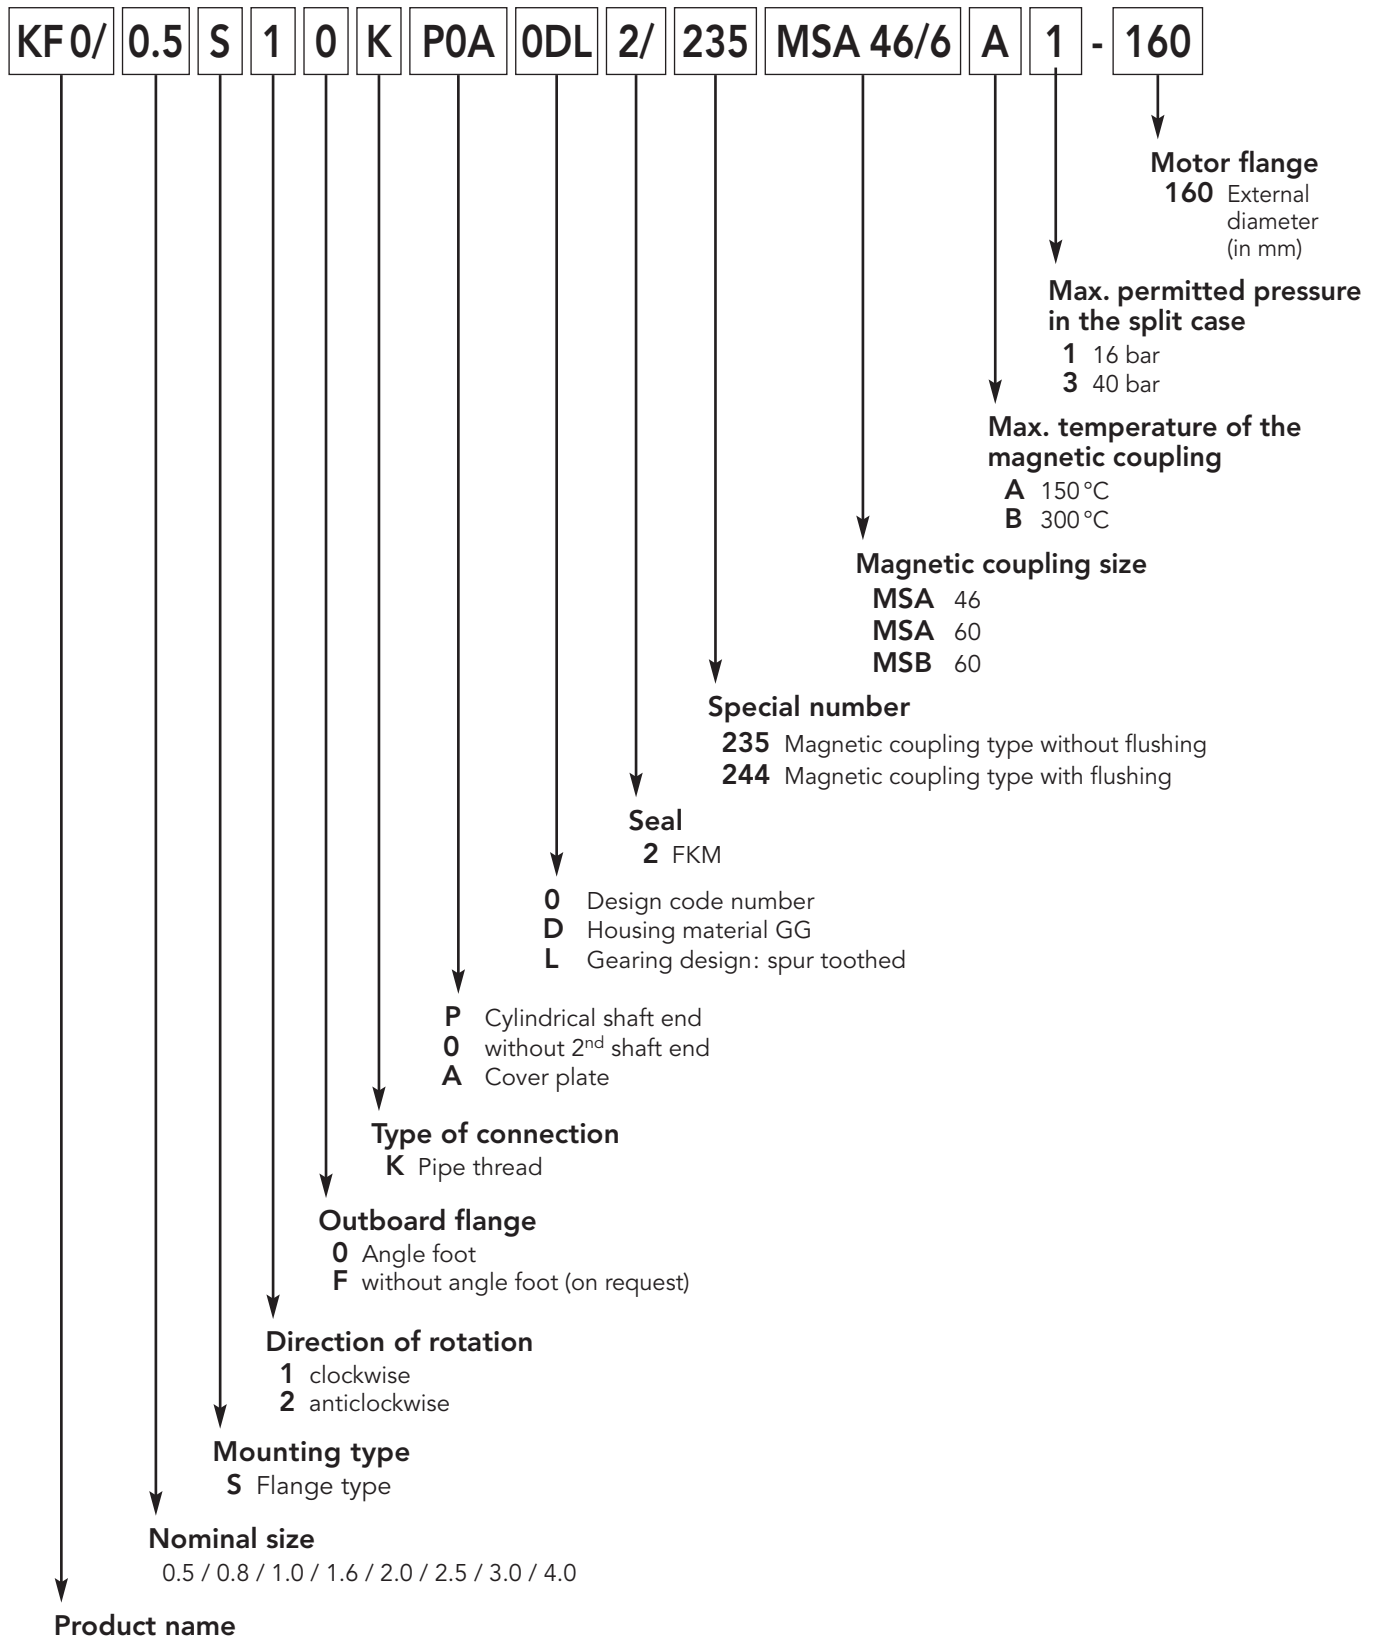 KF0/ 0.5 S 1 0 K P0A 0DL 2/ 235 MSA 46/6 A 1 - 160
Motor flange
160 External
diameter
(in mm)
Max. permitted pressure
in the split case
1 16 bar
3 40 bar
Max. temperature of the
magnetic coupling
A 150 °C
B 300 °C
Magnetic coupling size
MSA 46
MSA 60
MSB 60
Special number
235 Magnetic coupling type without flushing
244 Magnetic coupling type with flushing
Seal
2 FKM
0 Design code number
D Housing material GG
L Gearing design: spur toothed
P Cylindrical shaft end
0 without 2nd shaft end
A Cover plate
Type of connection
K Pipe thread
Outboard flange
0 Angle foot
F without angle foot (on request)
Direction of rotation
1 clockwise
2 anticlockwise
Mounting type
S Flange type
Nominal size
0.5 / 0.8 / 1.0 / 1.6 / 2.0 / 2.5 / 3.0 / 4.0
Product name